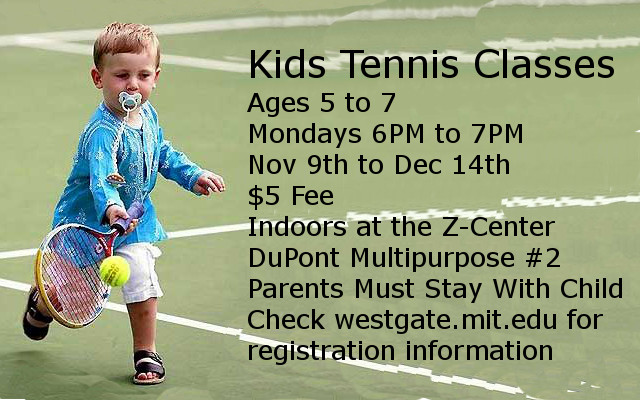 Kids Tennis Classes
Ages 5 to 7
Mondays 6PM to 7PM
Nov 9th to Dec 14th
$5 Fee
Indoors at the Z-Center
DuPont Multipurpose #2
Parents Must Stay With Child
Check westgate.mit.edu for
registration information